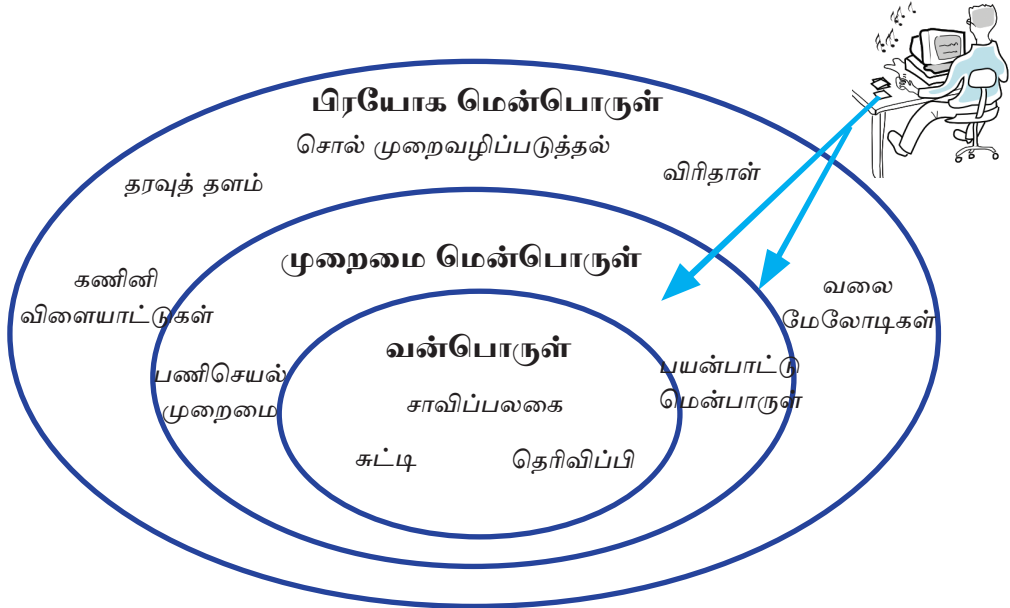 பிரயோக மென்பொருள்
சொல் முறைவழிப்படுத்தல்
தரவுத் தளம்
விரிதாள்
முறைமை மென்பொருள்
கணினி
விளையாட்டுகள்
வலை
மேலோடிகள்
வன்பொருள்
பணிசெயல்
முறைமை
பயன்பாட்டு
மென்பாருள்
சாவிப்பலகை
சுட்டி
தெரிவிப்பி